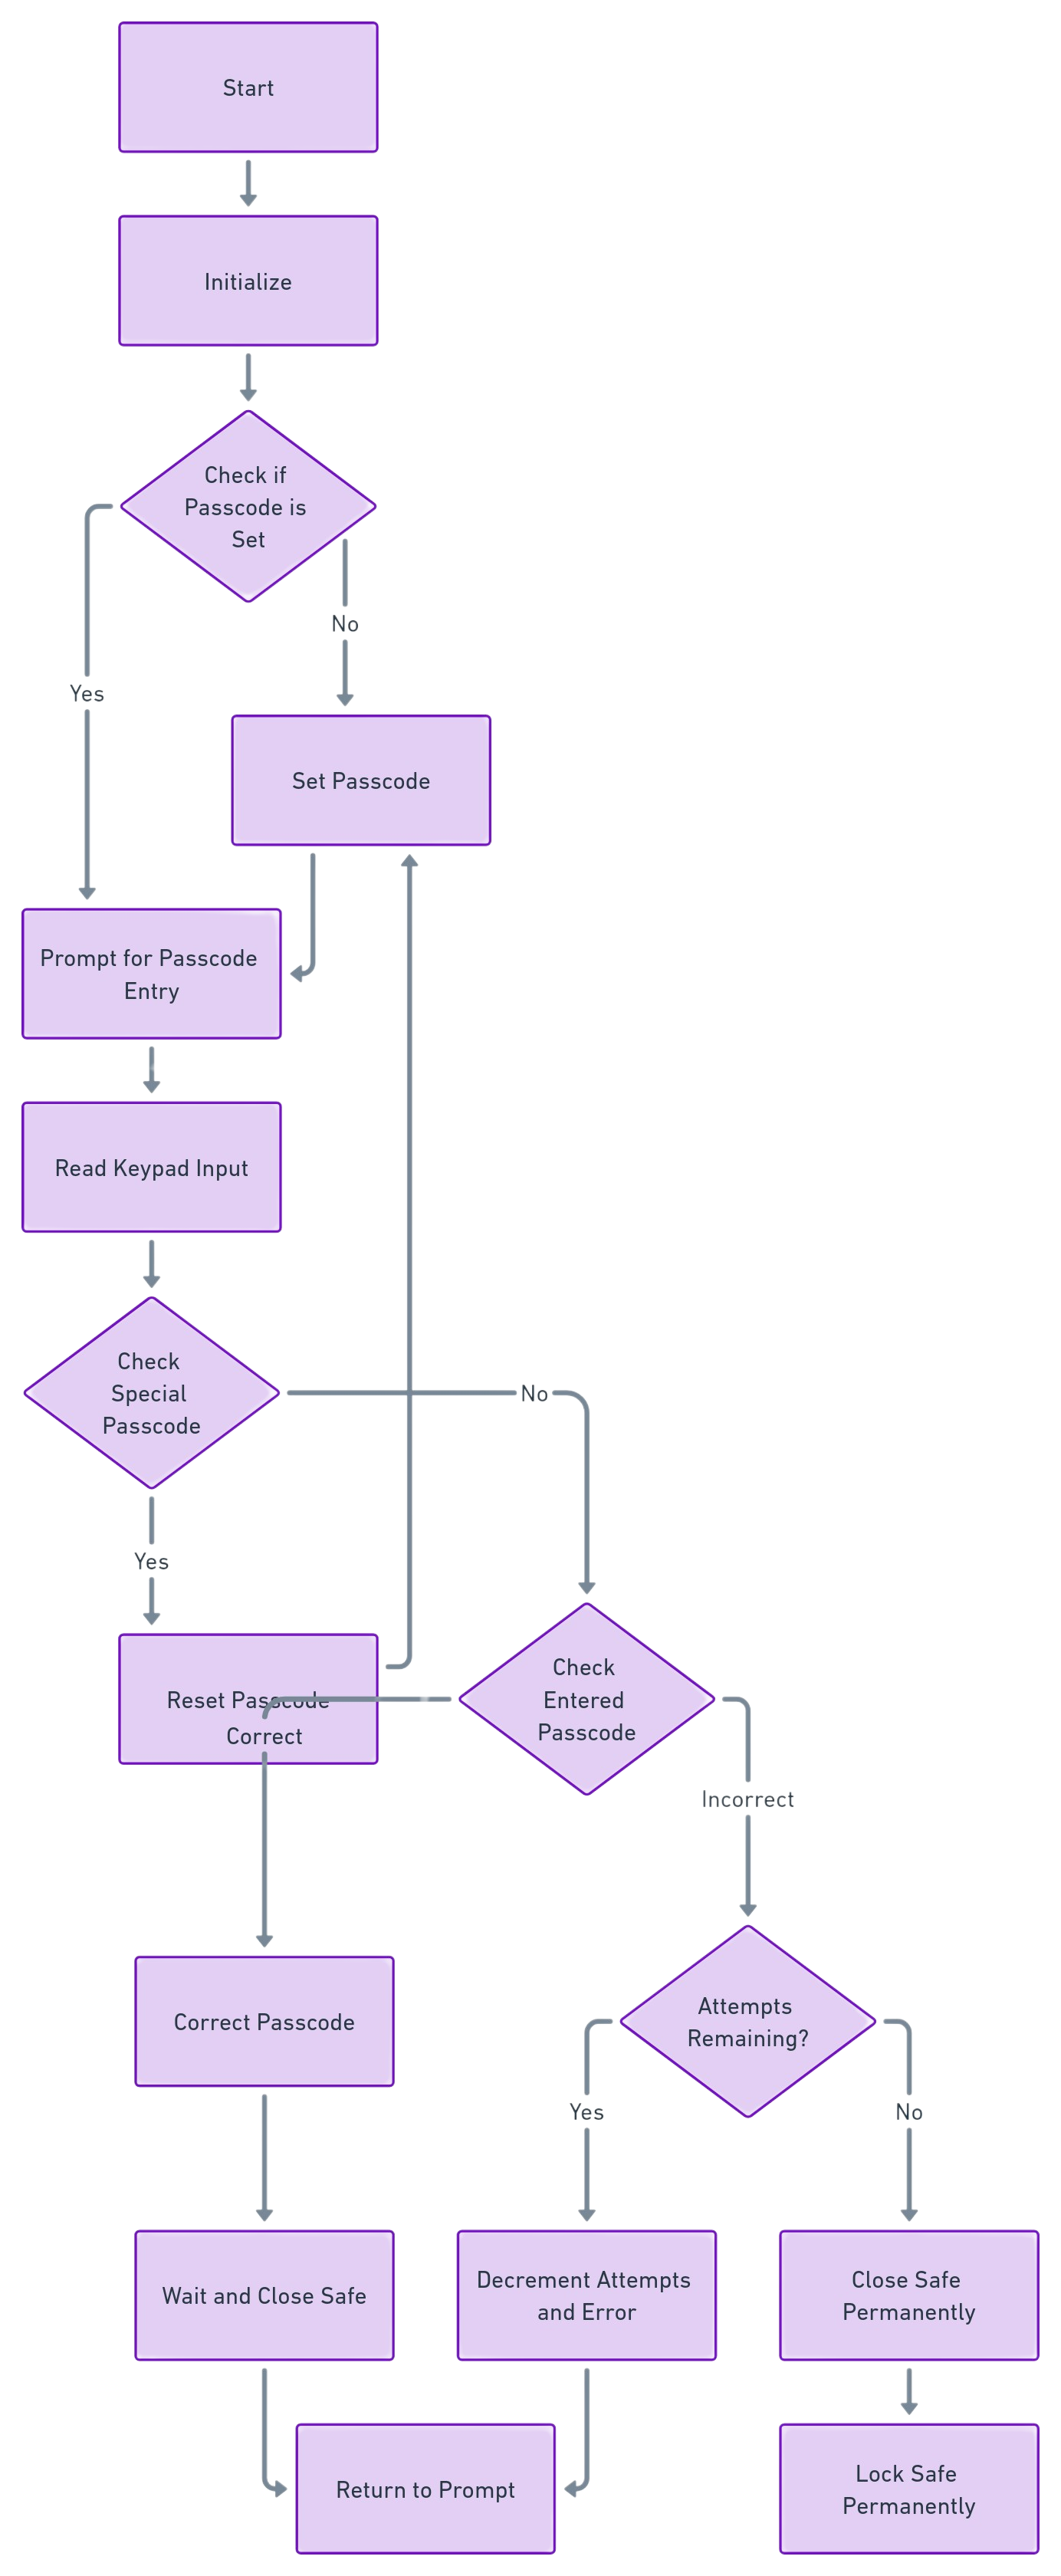 Start
Initialize
Check if
Passcode is
Set
No
Yes
Set Passcode
Prompt for Passcode
Entry
Read Keypad Input
Check
Special
Passcode
No
Yes
Reset Passcode
Correct
Check
Entered
Passcode
Incorrect
Correct Passcode
Attempts
Remaining?
Yes
No
Wait and Close Safe
Decrement Attempts
and Error
Close Safe
Permanently
Return to Prompt
Lock Safe
Permanently